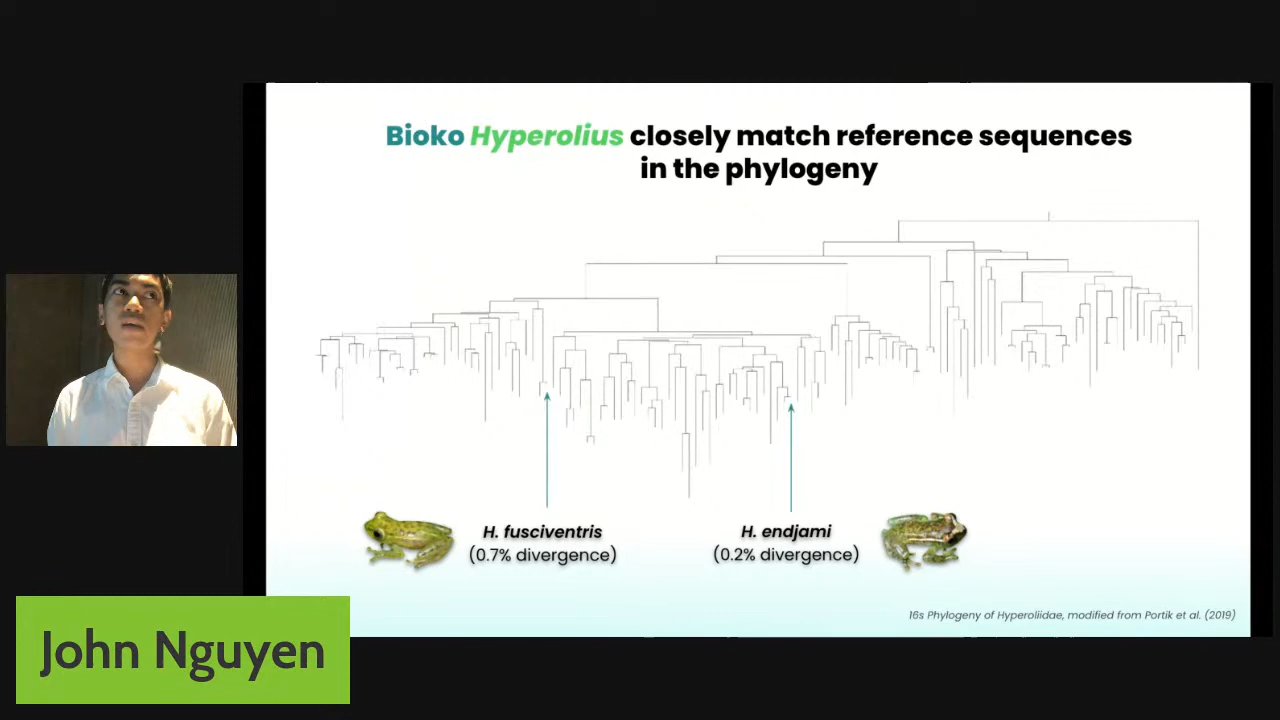 Bioko Hyperolius closely match reference sequences
in the phylogeny
H. fusciventris
(0.7% divergence)
H. endjami
(0.2% divergence)
16s Phylogeny of Hyperoliidae, modified from Portik et al. (2019)
John Nguyen